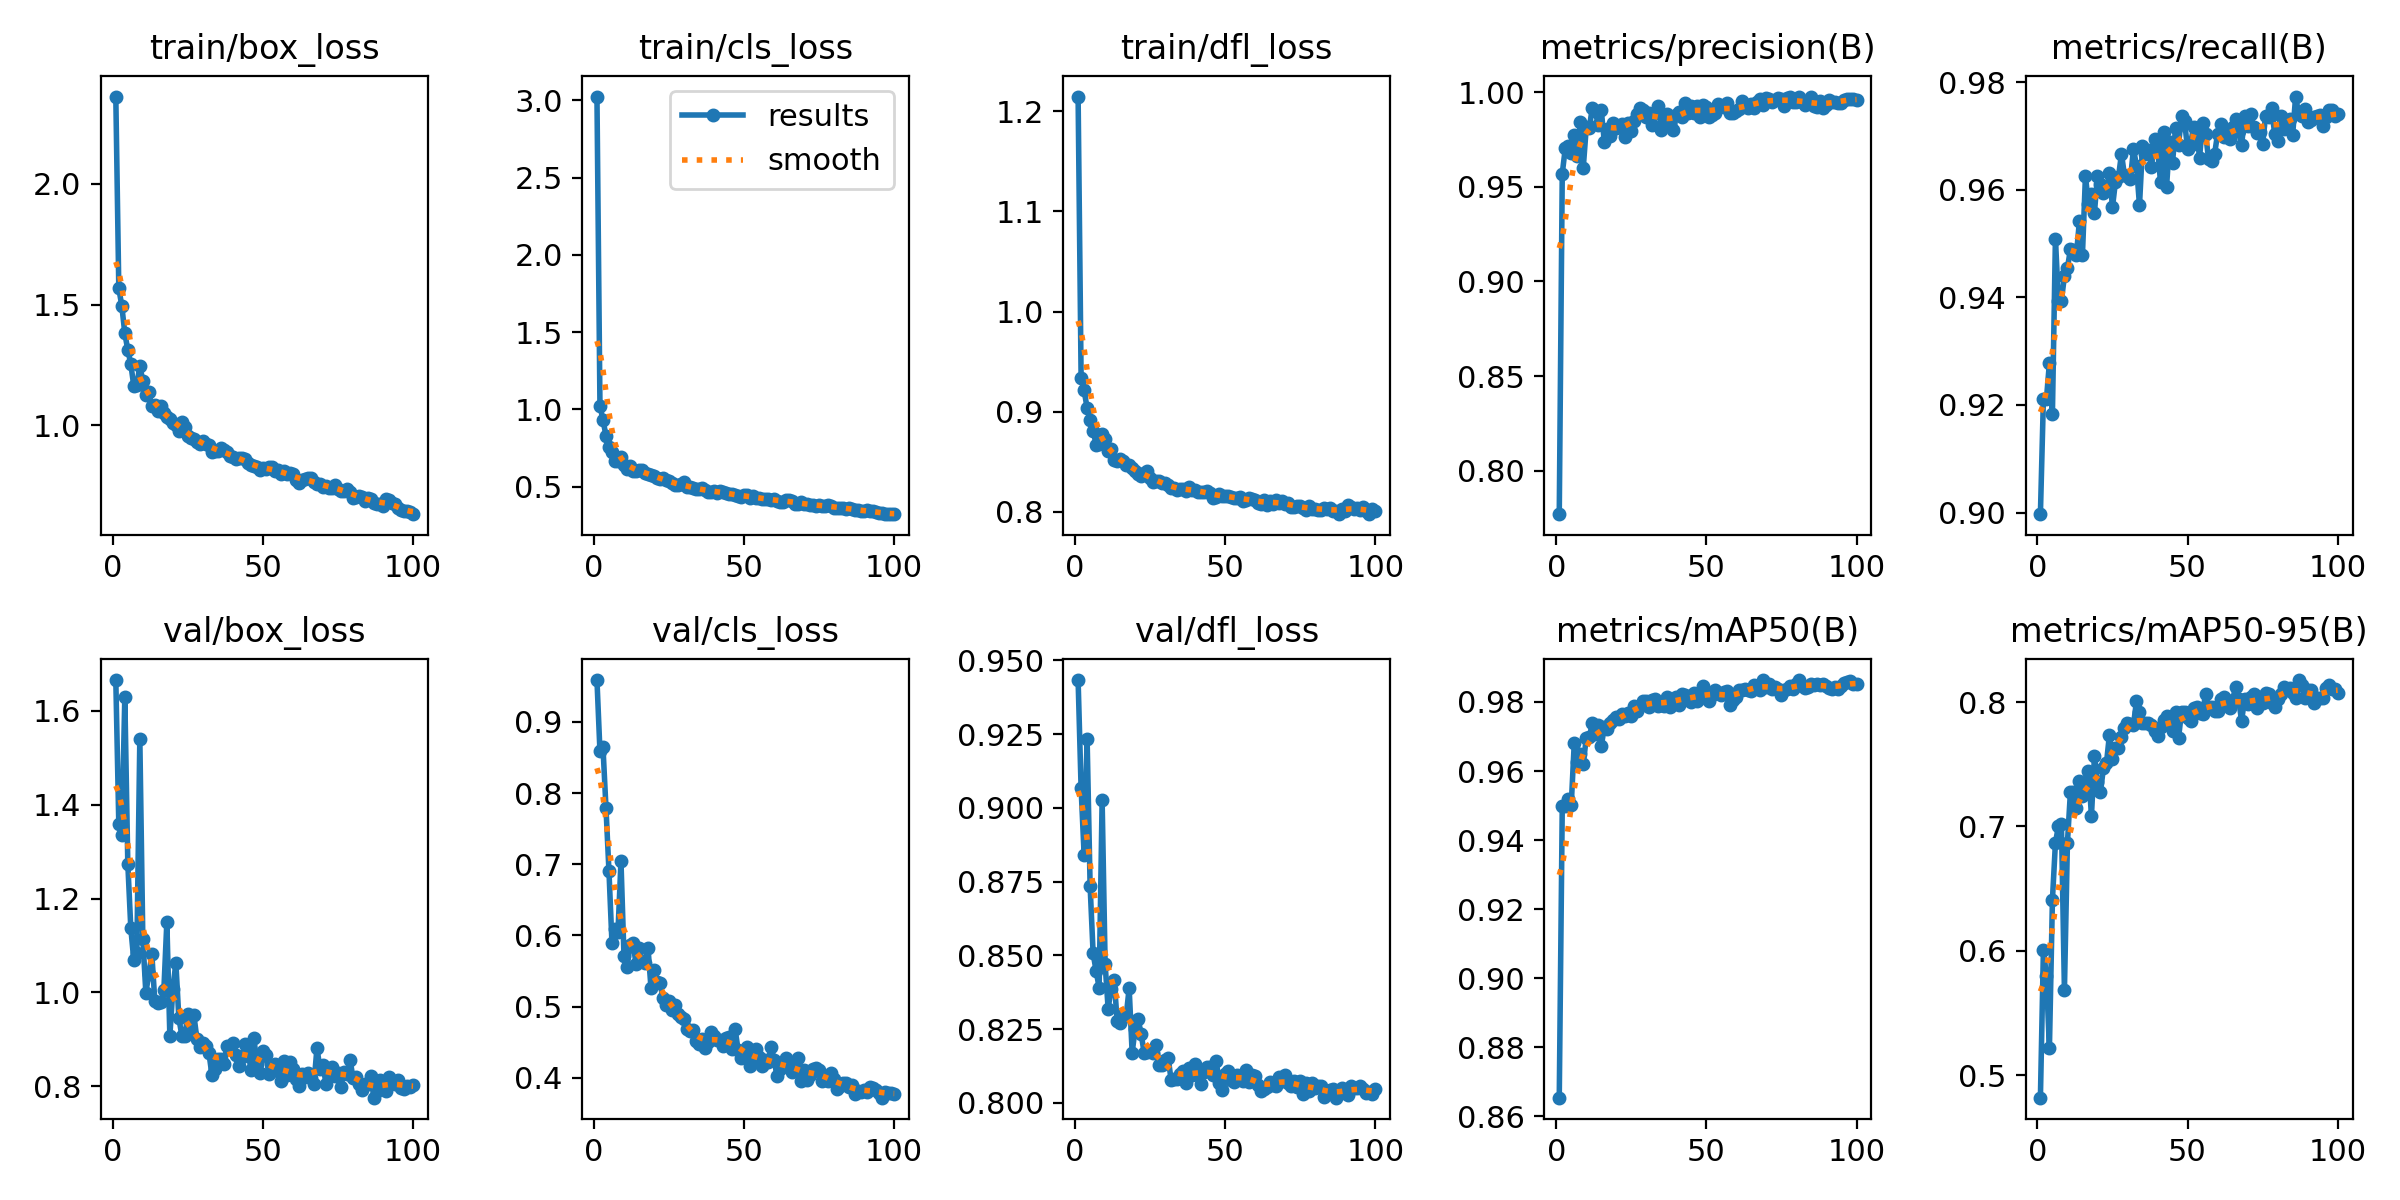 train/box_loss
2.0
1.5
1.0
0 50 100
train/cls_loss
results
smooth
3.0
2.5
2.0
1.5
1.0
0.5
0 50 100
train/dfl_loss
1.2
1.1
1.0
0.9
0.8
0 50 100
metrics/precision(B)
1.00
0.95
0.90
0.85
0.80
0 50 100
metrics/recall(B)
0.98
0.96
0.94
0.92
0.90
0 50 100
val/box_loss
1.6
1.4
1.2
1.0
0.8
0 50 100
val/cls_loss
0.9
0.8
0.7
0.6
0.5
0.4
0 50 100
val/dfl_loss
0.950
0.925
0.900
0.875
0.850
0.825
0.800
0 50 100
metrics/mAP50(B)
0.98
0.96
0.94
0.92
0.90
0.88
0.86
0 50 100
metrics/mAP50-95(B)
0.8
0.7
0.6
0.5
0 50 100